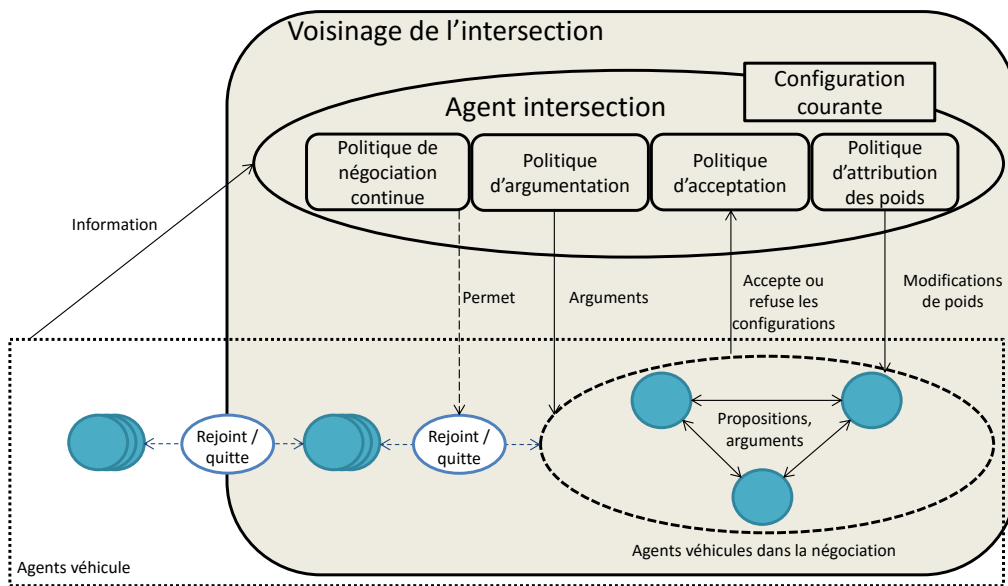 Voisinage de l'intersection
Configuration
courante
Agent intersection
Politique de
négociation
continue
Politique
d'argumentation
Politique
d'acceptation
Politique
d'attribution
des poids
Information
Permet
Arguments
Accepte ou
refuse les
configurations
Modifications
de poids
Rejoint /
quitte
Rejoint /
quitte
Propositions,
arguments
Agents véhicules dans la négociation
Agents véhicule